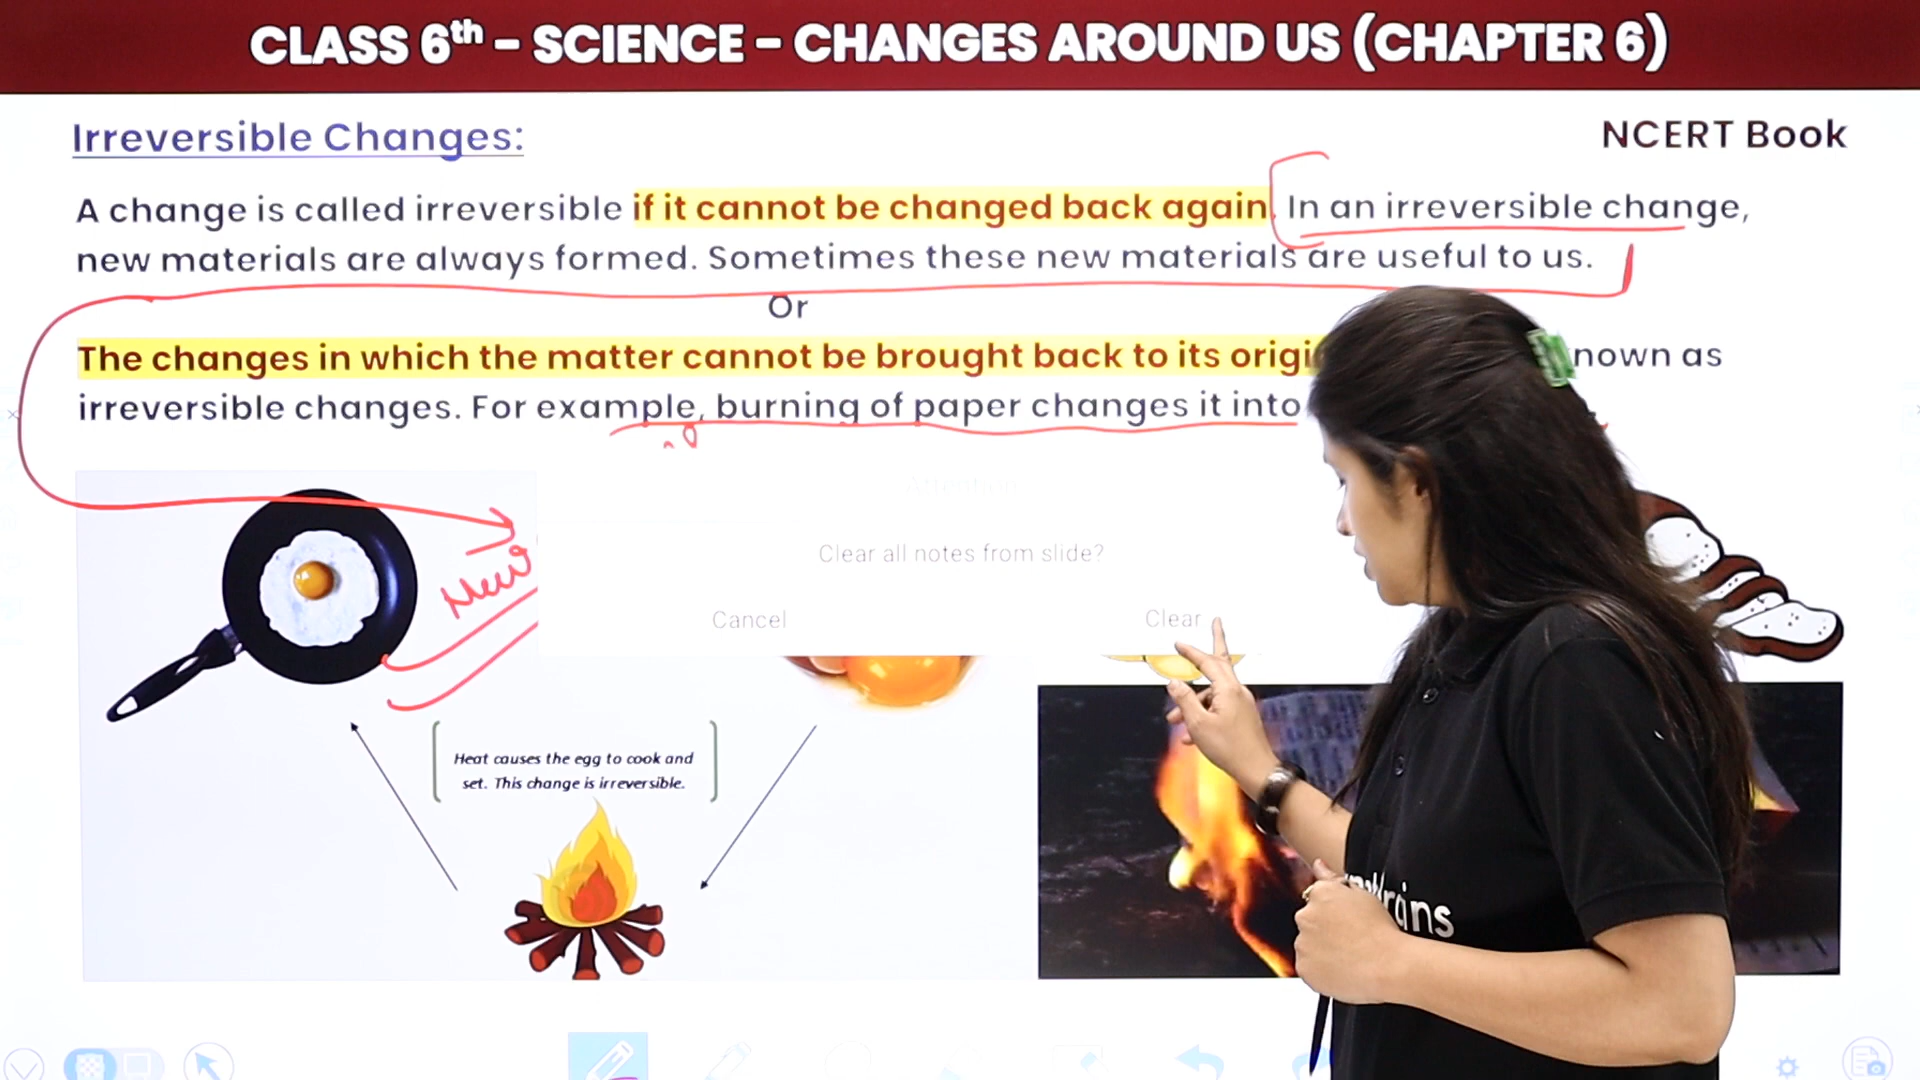 CLASS 6th – SCIENCE – CHANGES AROUND US (CHAPTER 6)
Irreversible Changes:
NCERT Book
A change is called irreversible if it cannot be changed back again. In an irreversible change,
new materials are always formed. Sometimes these new materials are useful to us.
Or
The changes in which the matter cannot be brought back to its nown as
irreversible changes. For example, burning of paper changes it into
Attention
Clear all notes from slide?
Cancel
Clear
New
Heat causes the egg to cook and
set. This change is irreversible.